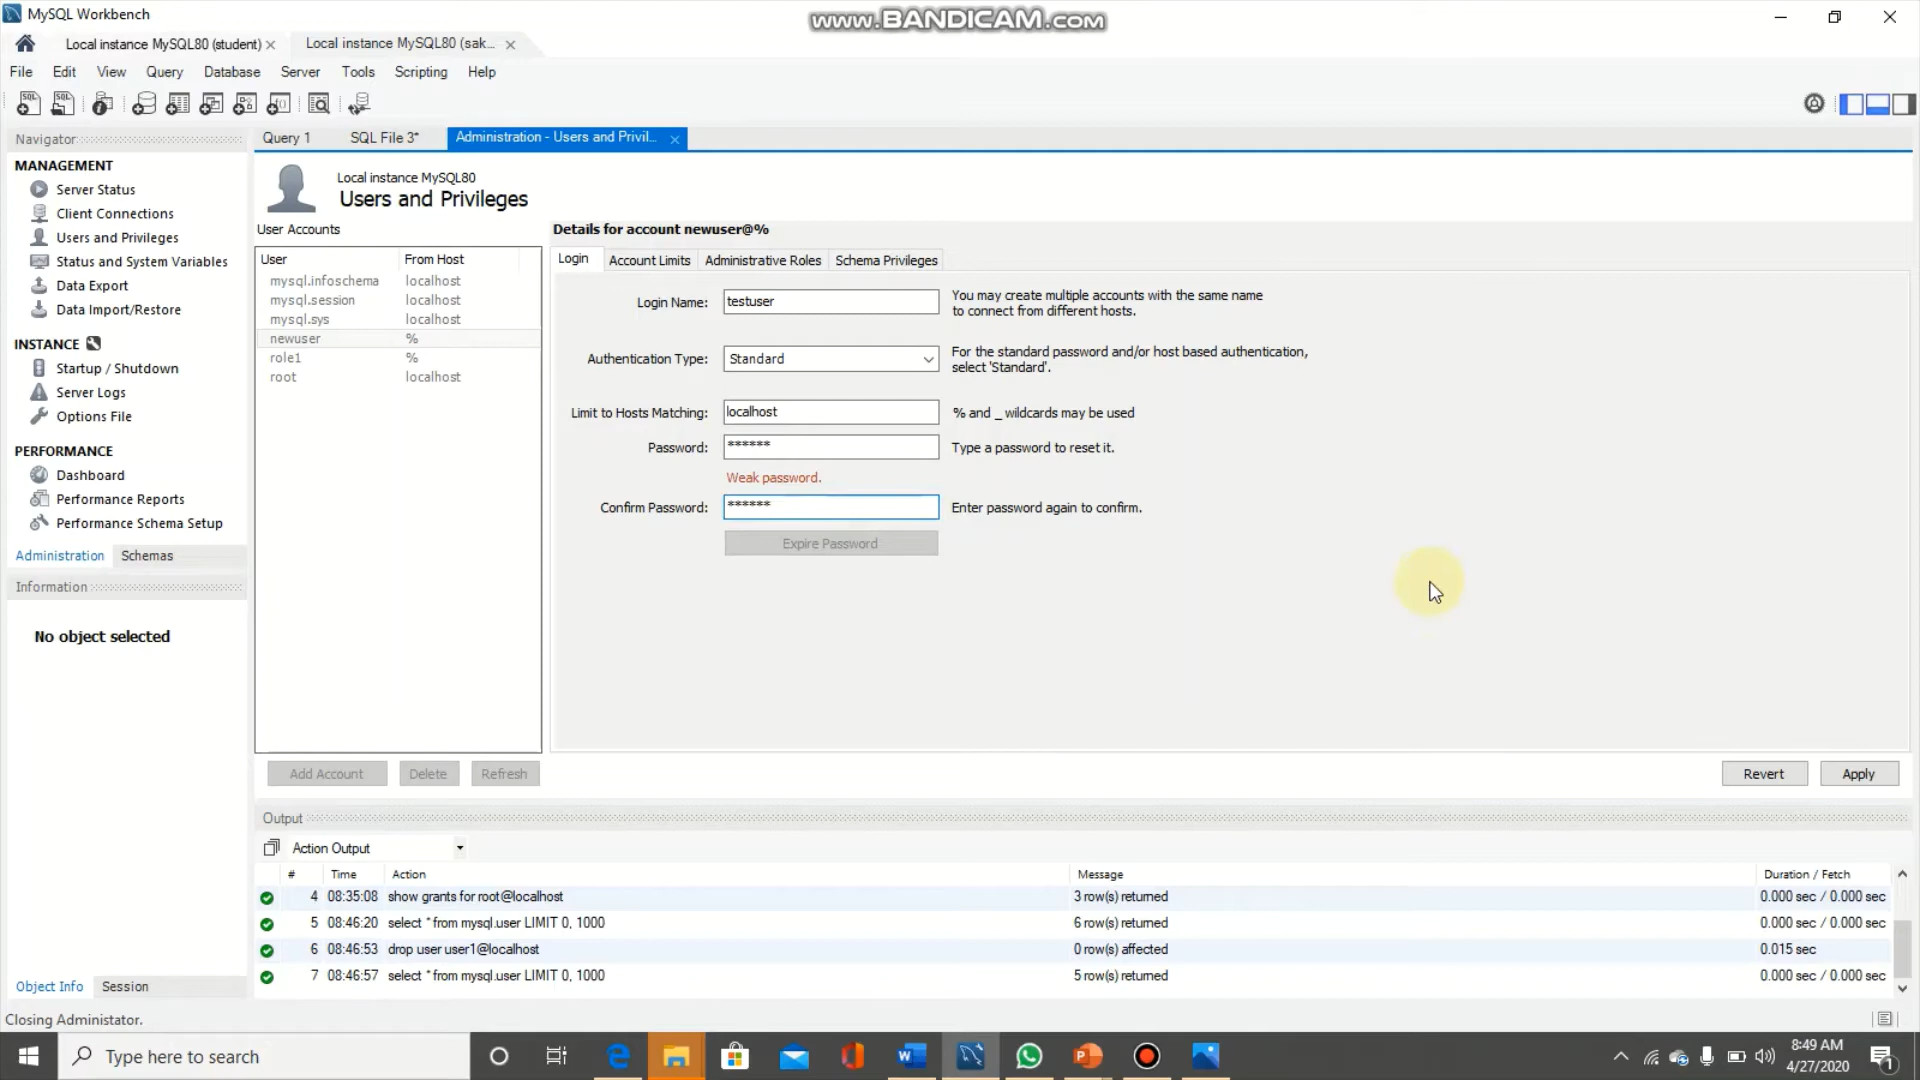 MySQL Workbench
www.BANDICAM.com
Local instance MySQL80 (student)
Local instance MySQL80 (sak...
File Edit View Query Database Server Tools Scripting Help
Navigator
MANAGEMENT
Server Status
Client Connections
Users and Privileges
Status and System Variables
Data Export
Data Import/Restore
INSTANCE
Startup / Shutdown
Server Logs
Options File
PERFORMANCE
Dashboard
Performance Reports
Performance Schema Setup
Administration Schemas
Information
No object selected
Object Info Session
Query 1 SQL File 3* Administration - Users and Privil...
Local instance MySQL80
Users and Privileges
User Accounts
User From Host
mysql.infoschema localhost
mysql.session localhost
mysql.sys localhost
newuser %
role1 %
root localhost
Add Account Delete Refresh
Details for account newuser@%
Login Account Limits Administrative Roles Schema Privileges
Login Name: testuser You may create multiple accounts with the same name
to connect from different hosts.
Authentication Type: Standard For the standard password and/or host based authentication,
select 'Standard'.
Limit to Hosts Matching: localhost % and _ wildcards may be used
Password: ****** Type a password to reset it.
Weak password.
Confirm Password: ****** Enter password again to confirm.
Expire Password
Revert Apply
Output
Action Output
# Time Action Message Duration / Fetch
4 08:35:08 show grants for root@localhost 3 row(s) returned 0.000 sec / 0.000 sec
5 08:46:20 select * from mysql.user LIMIT 0, 1000 6 row(s) returned 0.000 sec / 0.000 sec
6 08:46:53 drop user user1@localhost 0 row(s) affected 0.015 sec
7 08:46:57 select * from mysql.user LIMIT 0, 1000 5 row(s) returned 0.000 sec / 0.000 sec
Closing Administator.
Type here to search
8:49 AM
4/27/2020
1